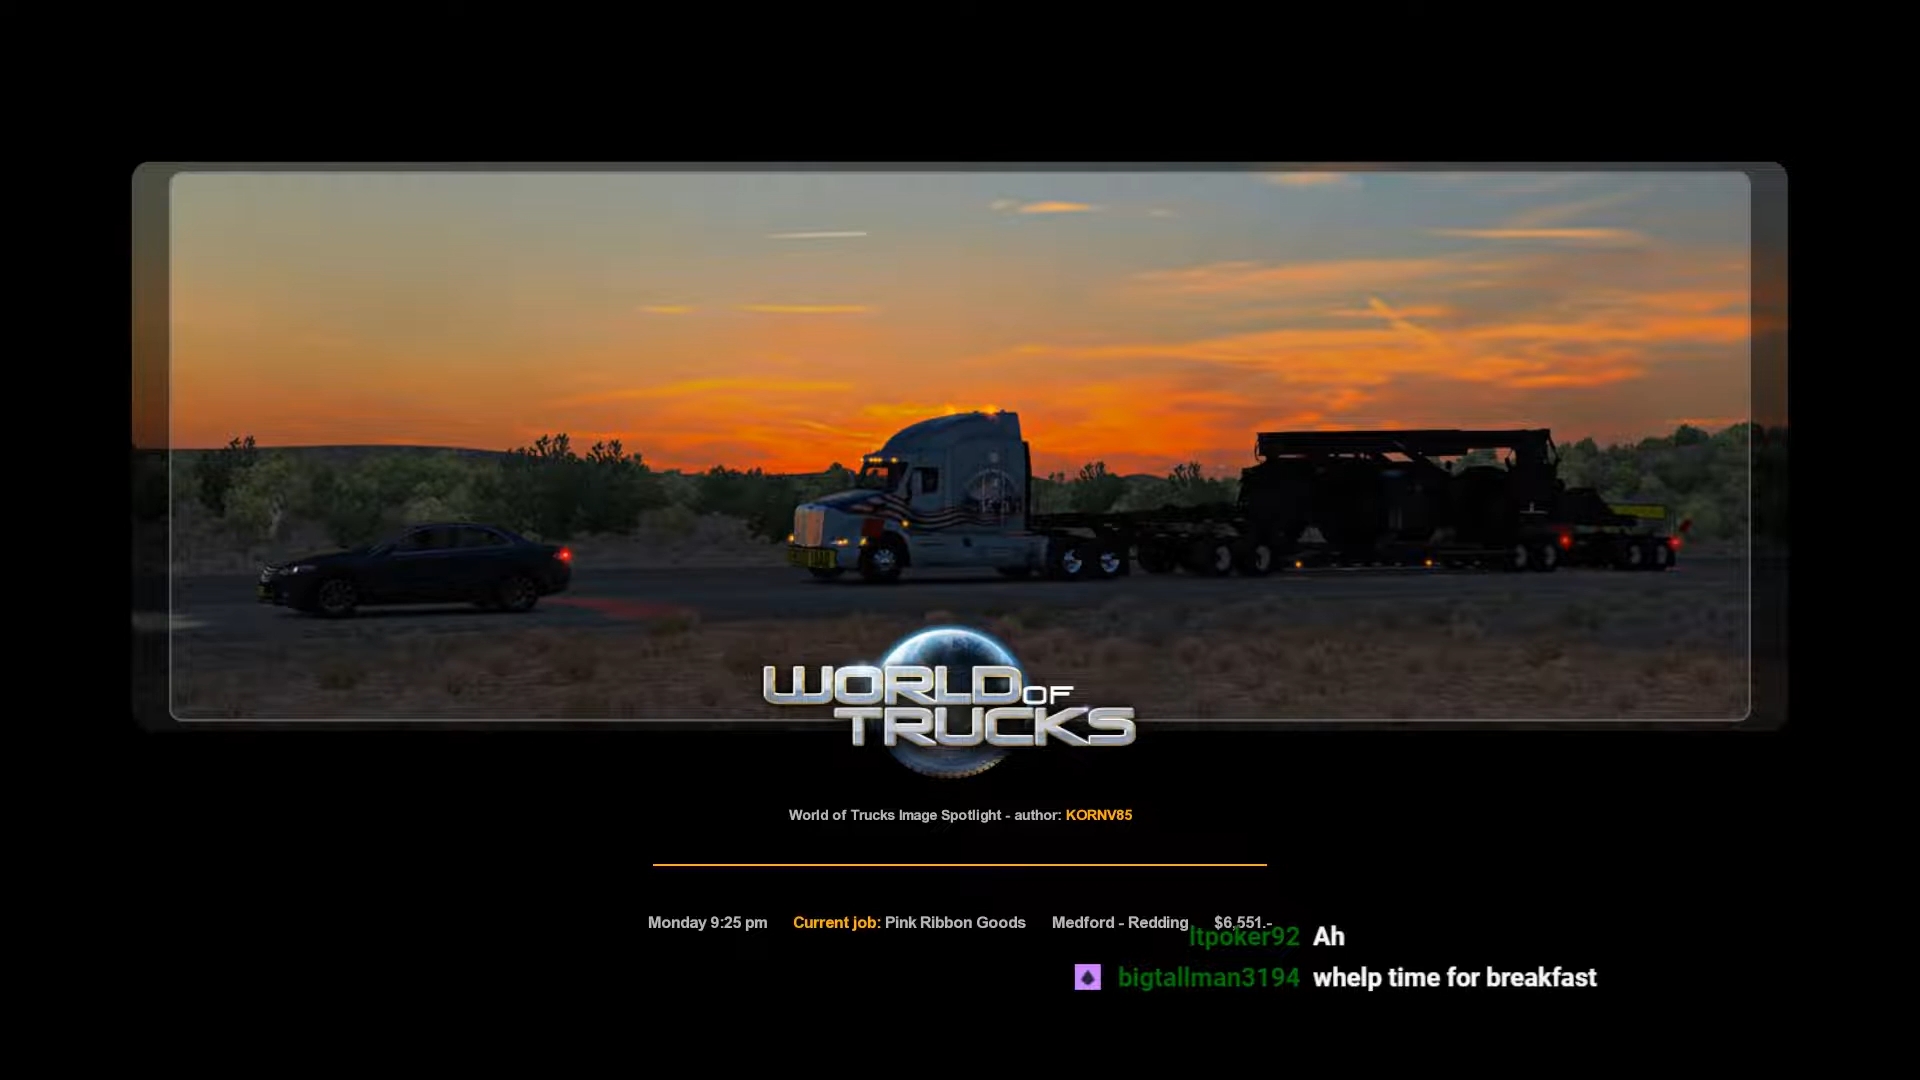 WORLD OF
TRUCKS
World of Trucks Image Spotlight - author: KORNV85
Monday 9:25 pm Current job: Pink Ribbon Goods Medford - Redding $6,551.-
ltpoker92 Ah
bigtallman3194 whelp time for breakfast